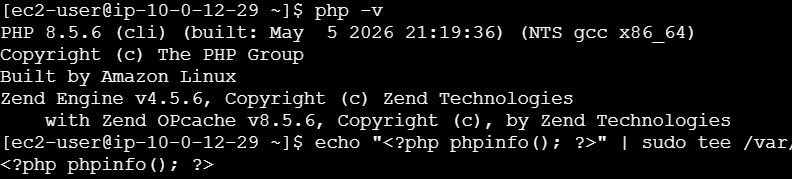 [ec2-user@ip-10-0-12-29 ~]$ php -v
PHP 8.5.6 (cli) (built: May  5 2026 21:19:36) (NTS gcc x86_64)
Copyright (c) The PHP Group
Built by Amazon Linux
Zend Engine v4.5.6, Copyright (c) Zend Technologies
    with Zend OPcache v8.5.6, Copyright (c), by Zend Technologies
[ec2-user@ip-10-0-12-29 ~]$ echo "<?php phpinfo(); ?>" | sudo tee /var/
<?php phpinfo(); ?>